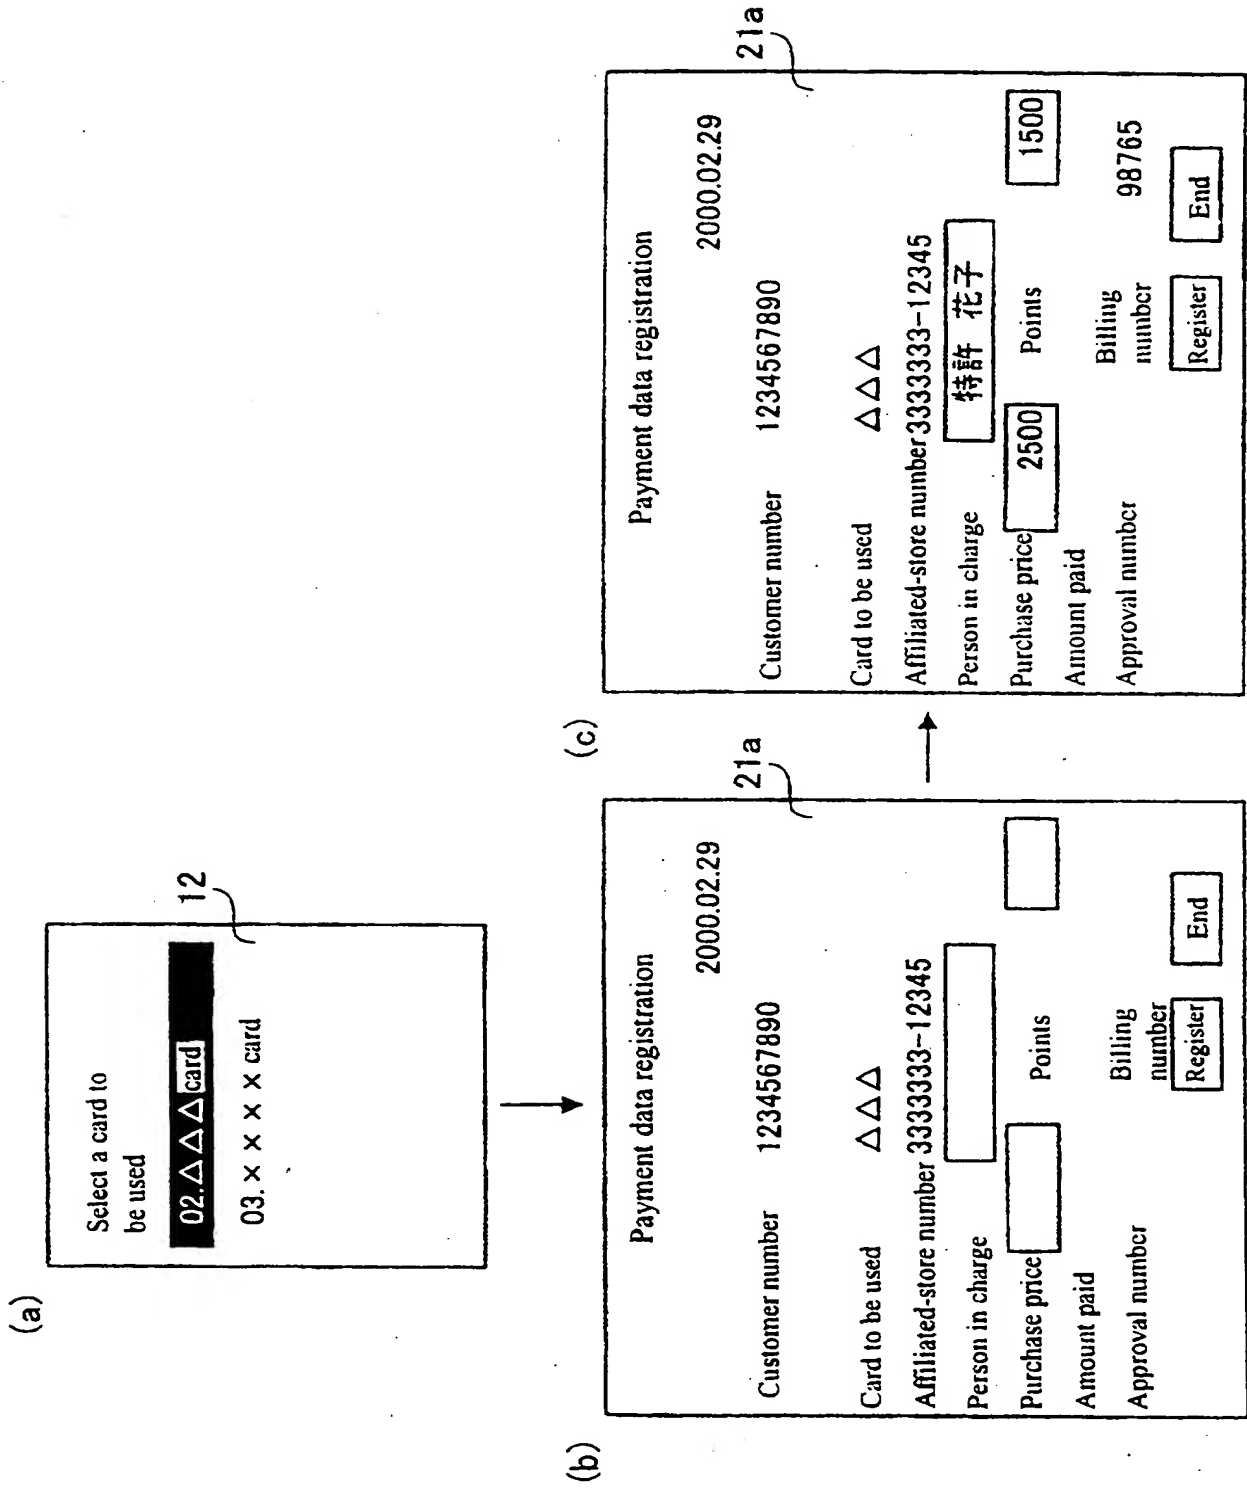 (a)
Select a card to
be used
02.△△△card
03.××××card
12
(b)
21a
Payment data registration
2000.02.29
Customer number 1234567890
Card to be used △△△
Affiliated-store number 3333333-12345
Person in charge
Purchase price Points
Amount paid
Approval number Billing
number
Register End
(c)
21a
Payment data registration
2000.02.29
Customer number 1234567890
Card to be used △△△
Affiliated-store number 3333333-12345
Person in charge 特許 花子
Purchase price 2500 Points 1500
Amount paid
Approval number Billing
number 98765
Register End